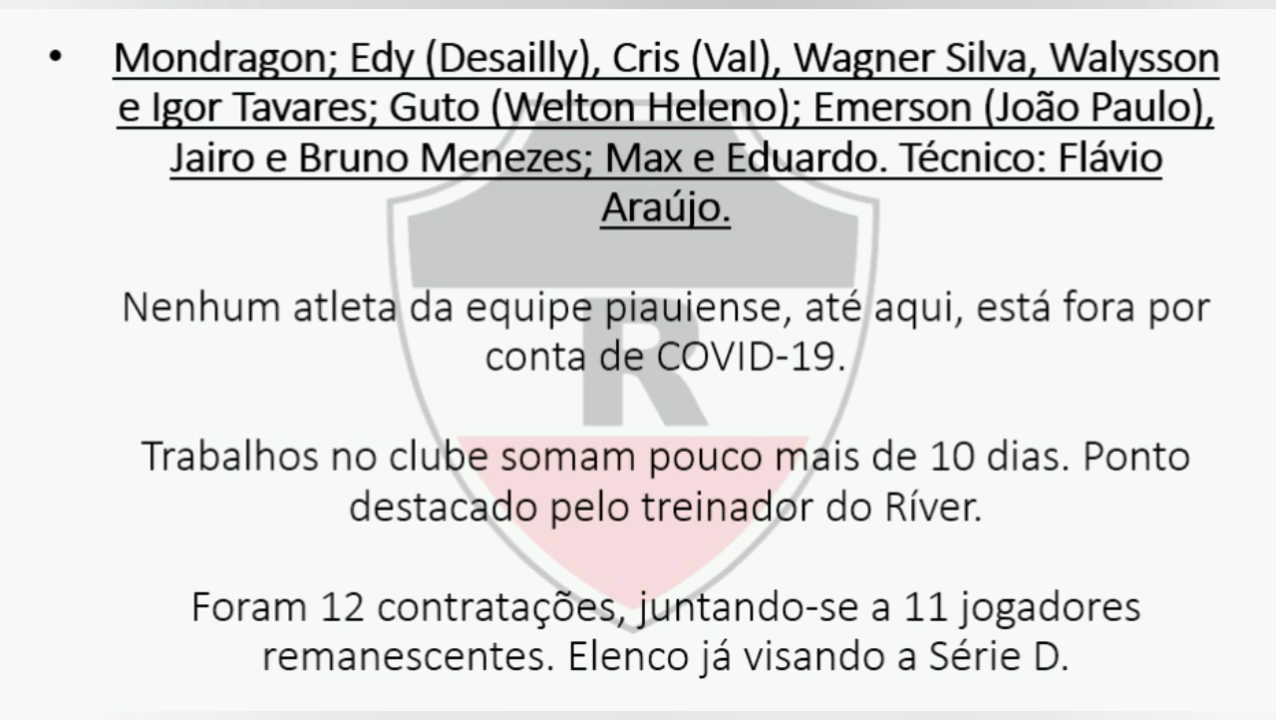 • Mondragon; Edy (Desailly), Cris (Val), Wagner Silva, Walysson
e Igor Tavares; Guto (Welton Heleno); Emerson (João Paulo),
Jairo e Bruno Menezes; Max e Eduardo. Técnico: Flávio
Araújo.
Nenhum atleta da equipe piauiense, até aqui, está fora por
conta de COVID-19.
Trabalhos no clube somam pouco mais de 10 dias. Ponto
destacado pelo treinador do Ríver.
Foram 12 contratações, juntando-se a 11 jogadores
remanescentes. Elenco já visando a Série D.
R